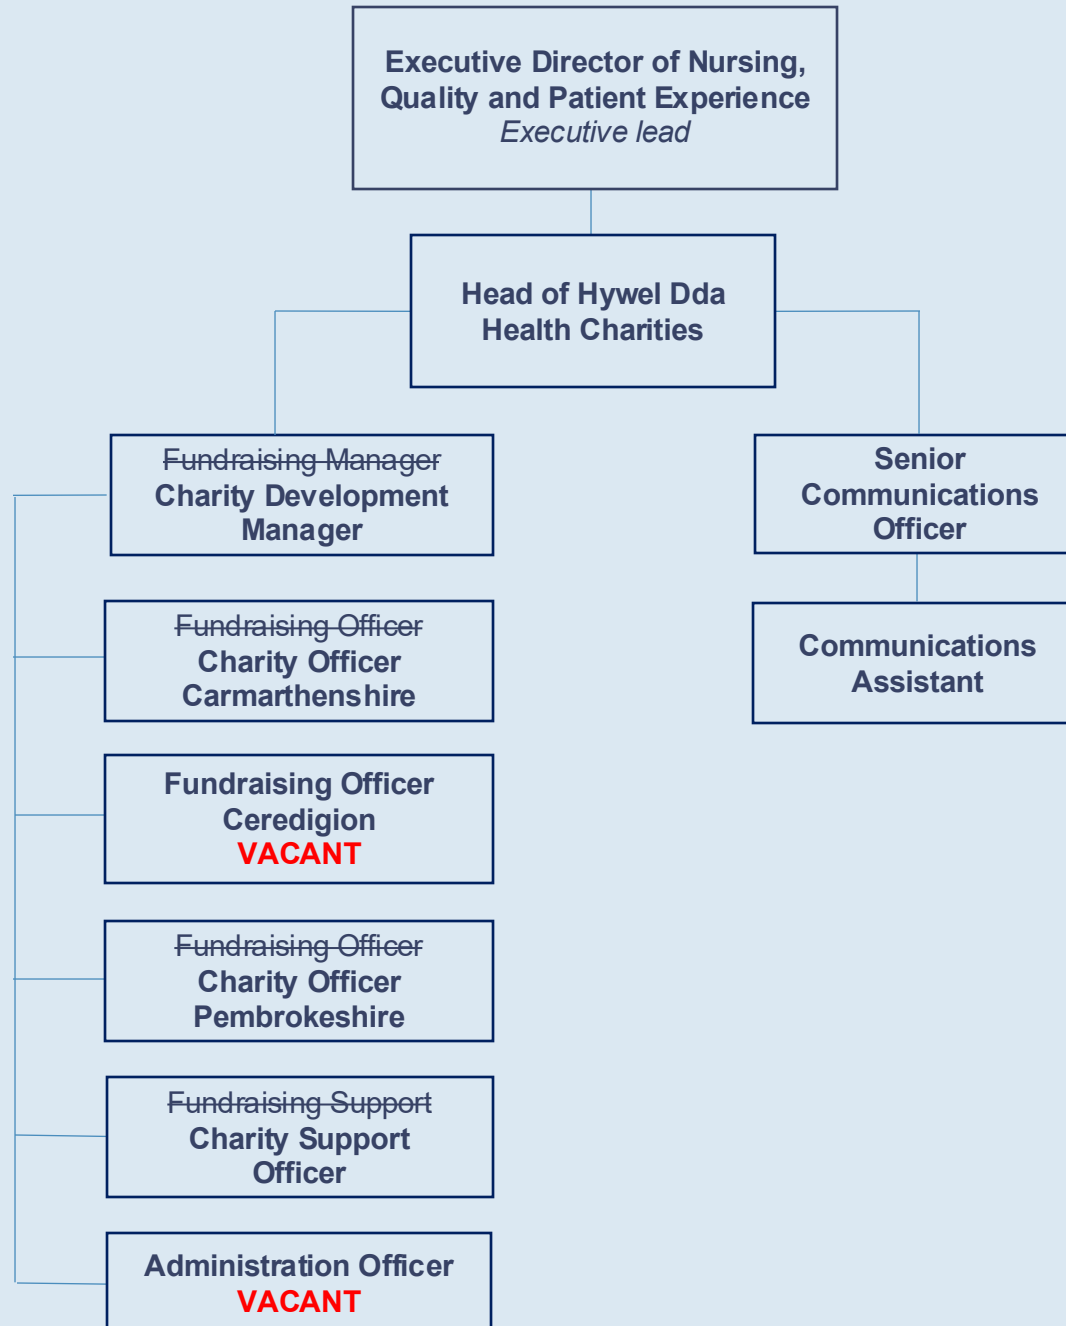 Executive Director of Nursing,
Quality and Patient Experience
Executive lead
Head of Hywel Dda
Health Charities
Fundraising Manager
Charity Development
Manager
Senior
Communications
Officer
Fundraising Officer
Charity Officer
Carmarthenshire
Communications
Assistant
Fundraising Officer
Ceredigion
VACANT
Fundraising Officer
Charity Officer
Pembrokeshire
Fundraising Support
Charity Support
Officer
Administration Officer
VACANT